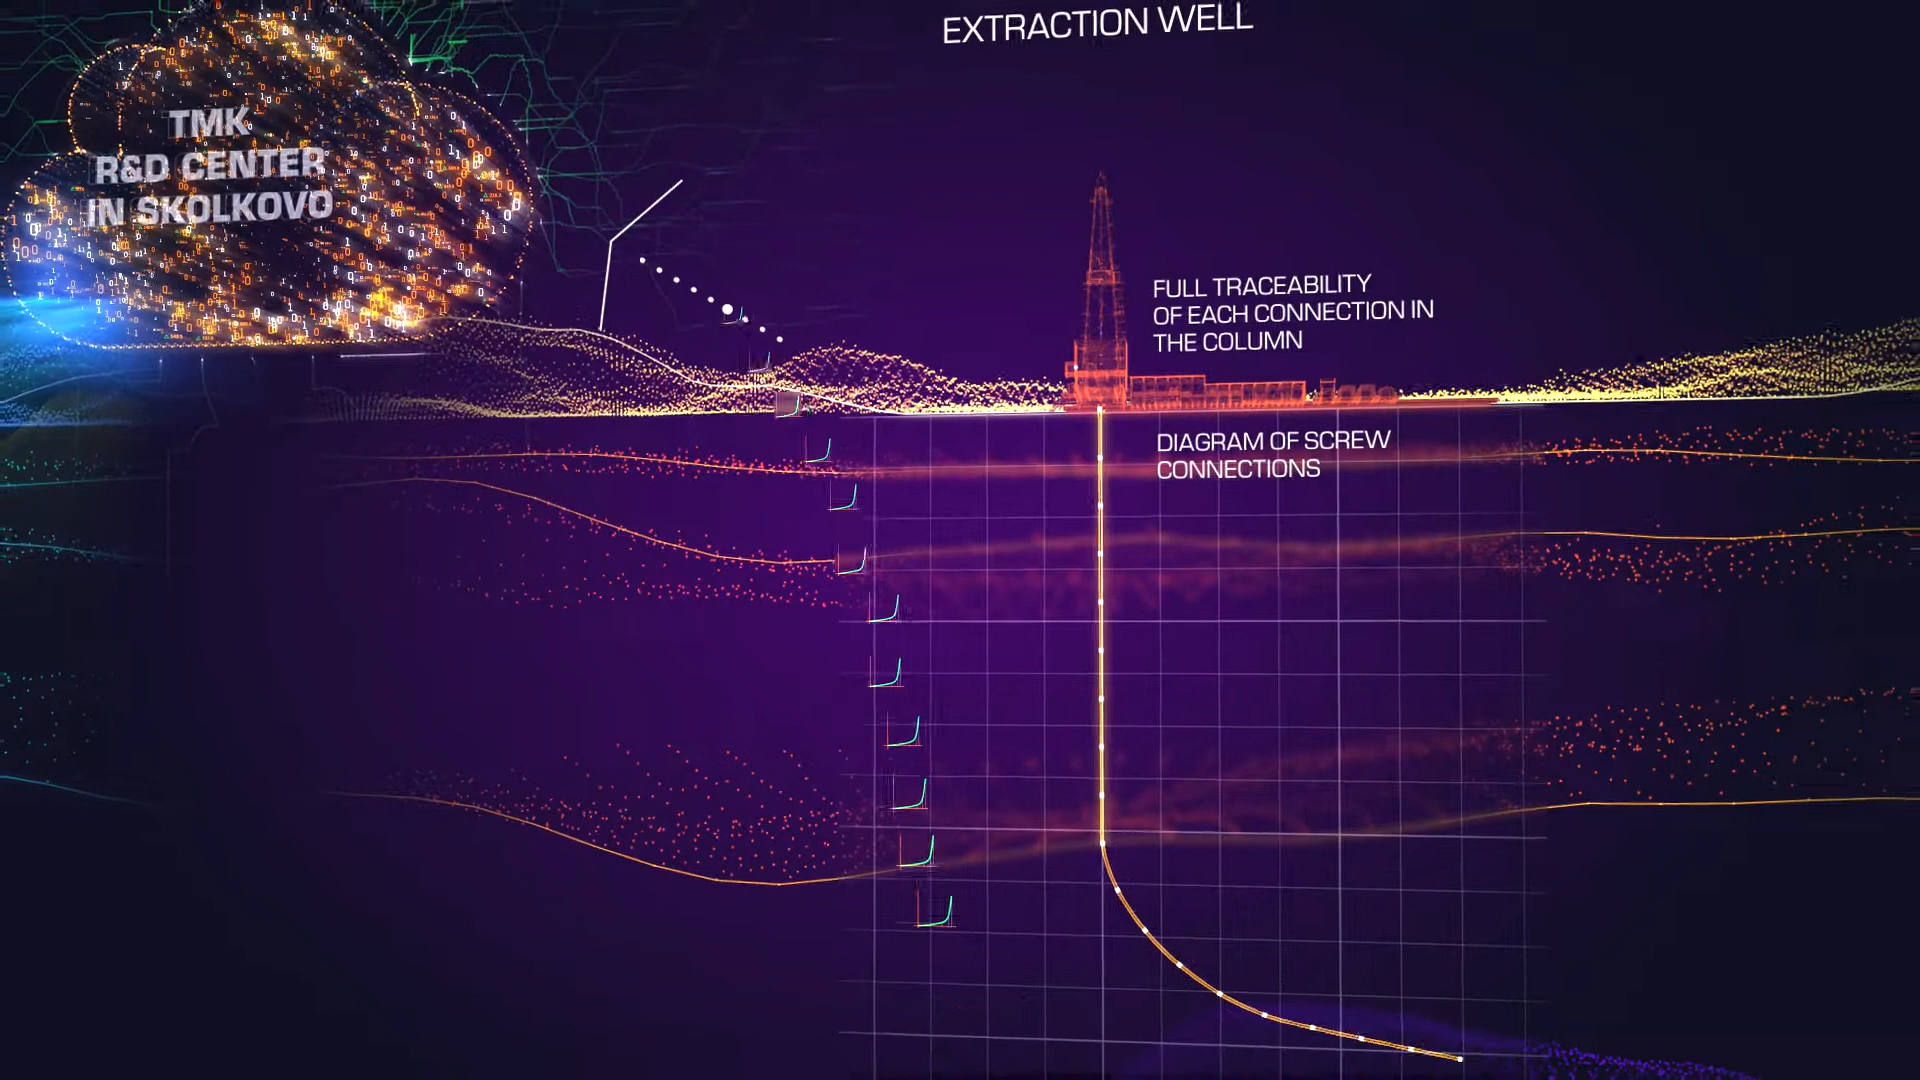 EXTRACTION WELL
TMK
R&D CENTER
IN SKOLKOVO
FULL TRACEABILITY
OF EACH CONNECTION IN
THE COLUMN
DIAGRAM OF SCREW
CONNECTIONS